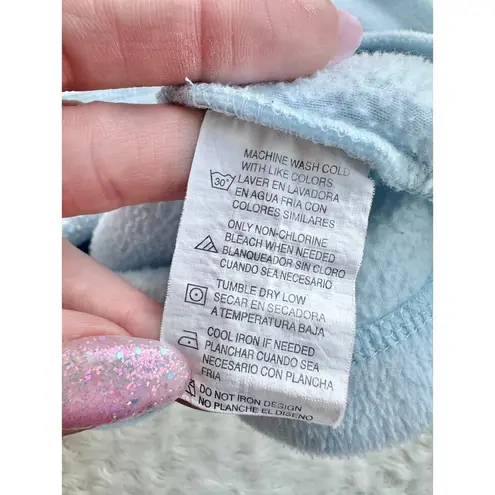 MACHINE WASH COLD
WITH LIKE COLORS
30° LAVER EN LAVADORA
EN AGUA FRÍA CON
COLORES SIMILARES
ONLY NON-CHLORINE
BLEACH WHEN NEEDED
BLANQUEADOR SIN CLORO
CUANDO SEA NECESARIO
TUMBLE DRY LOW
SECAR EN SECADORA
A TEMPERATURA BAJA
COOL IRON IF NEEDED
PLANCHAR CUANDO SEA
NECESARIO CON PLANCHA
FRIA
DO NOT IRON DESIGN
NO PLANCHE EL DISENO